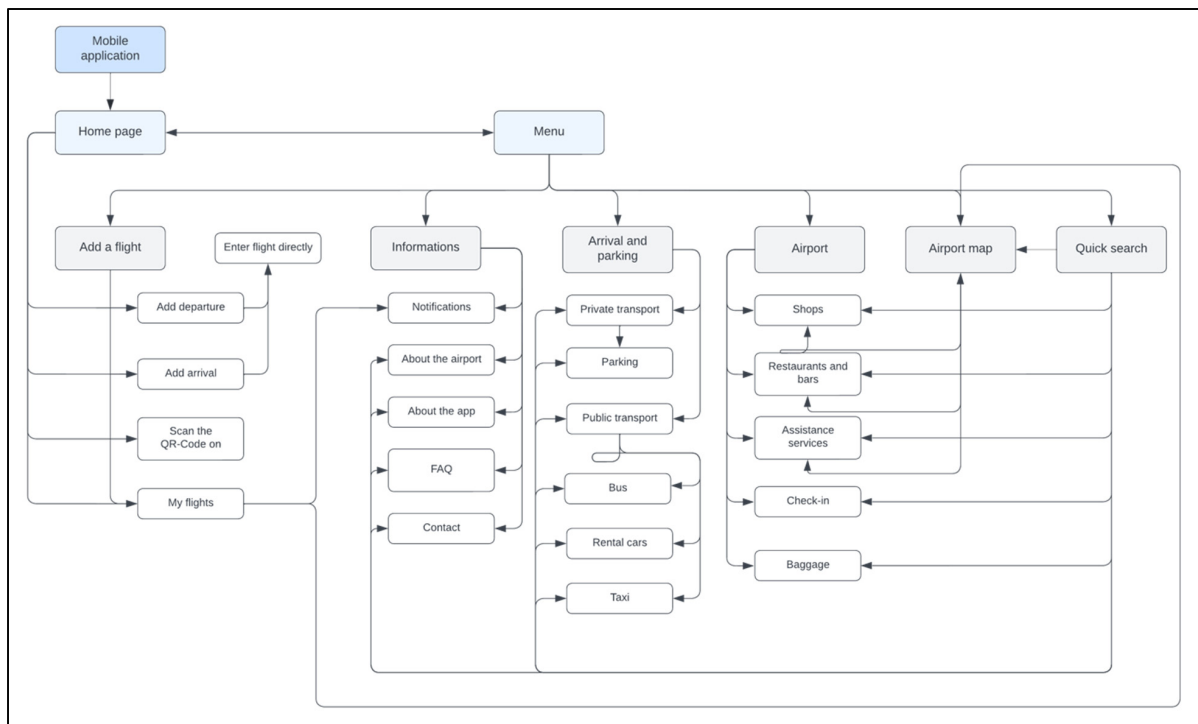 Mobile
application
Home page
Menu
Add a flight
Enter flight directly
Informations
Arrival and
parking
Airport
Airport map
Quick search
Add departure
Notifications
Private transport
Shops
About the airport
Parking
Add arrival
Restaurants and
bars
About the app
Public transport
Scan the
QR-Code on
Assistance
services
FAQ
Bus
My flights
Check-in
Contact
Rental cars
Baggage
Taxi